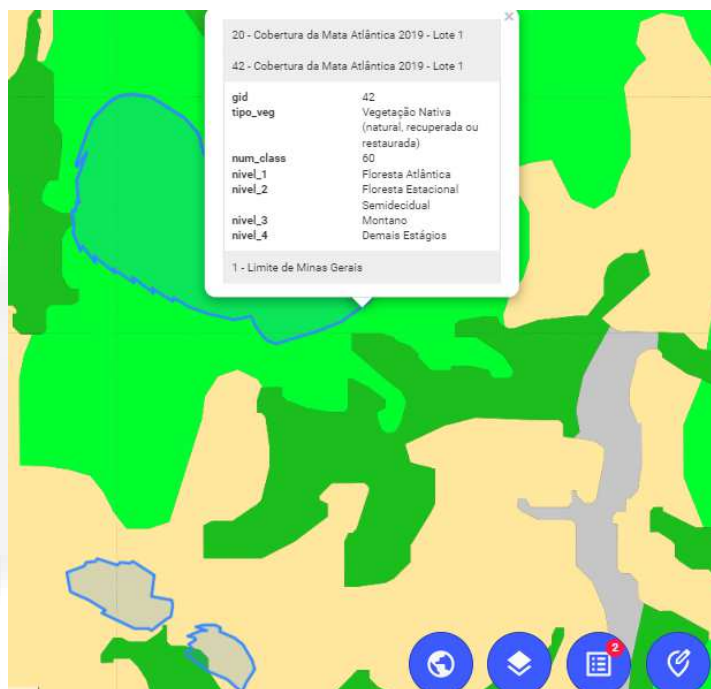 ×
20 - Cobertura da Mata Atlântica 2019 - Lote 1
42 - Cobertura da Mata Atlântica 2019 - Lote 1
gid 42
tipo_veg Vegetação Nativa
(natural, recuperada ou
restaurada)
num_class 60
nivel_1 Floresta Atlântica
nivel_2 Floresta Estacional
Semidecidual
nivel_3 Montano
nivel_4 Demais Estágios
1 - Limite de Minas Gerais
2